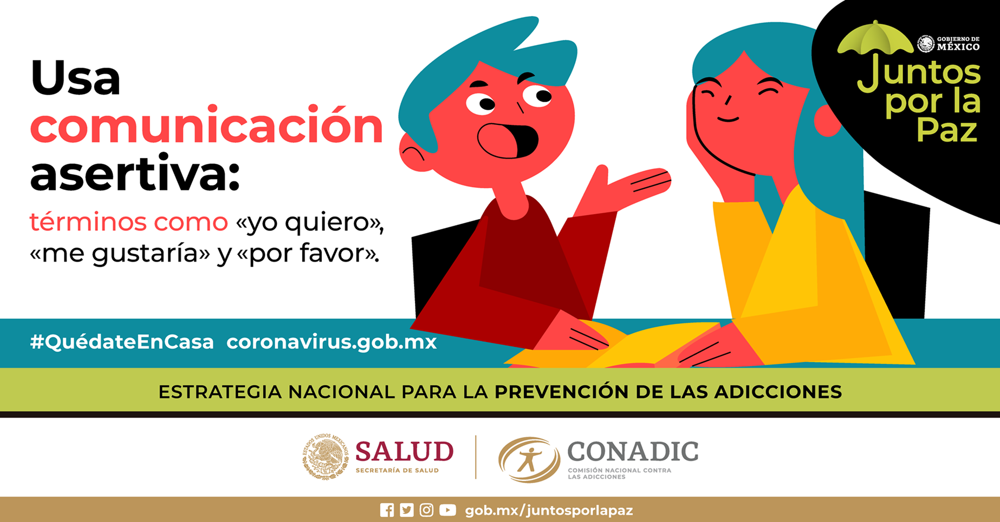 Usa
comunicación
asertiva:
términos como «yo quiero»,
«me gustaría» y «por favor».
GOBIERNO DE
MÉXICO
Juntos
por la
Paz
#QuédateEnCasa coronavirus.gob.mx
ESTRATEGIA NACIONAL PARA LA PREVENCIÓN DE LAS ADICCIONES
ESTADOS UNIDOS MEXICANOS
SALUD
SECRETARÍA DE SALUD
CONADIC
COMISIÓN NACIONAL CONTRA
LAS ADICCIONES
gob.mx/juntosporlapaz